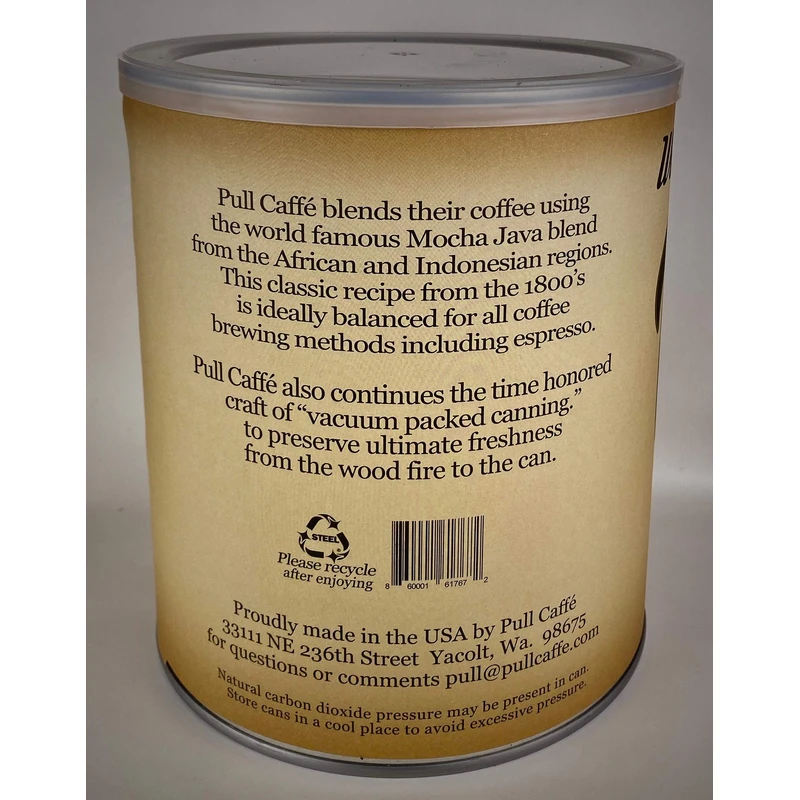 Pull Caffé blends their coffee using
the world famous Mocha Java blend
from the African and Indonesian regions.
This classic recipe from the 1800's
is ideally balanced for all coffee
brewing methods including espresso.
Pull Caffé also continues the time honored
craft of “vacuum packed canning.”
to preserve ultimate freshness
from the wood fire to the can.
STEEL
Please recycle
after enjoying
8 60001 61767 2
Proudly made in the USA by Pull Caffé
33111 NE 236th Street Yacolt, Wa. 98675
for questions or comments pull@pullcaffe.com
Natural carbon dioxide pressure may be present in can.
Store cans in a cool place to avoid excessive pressure.